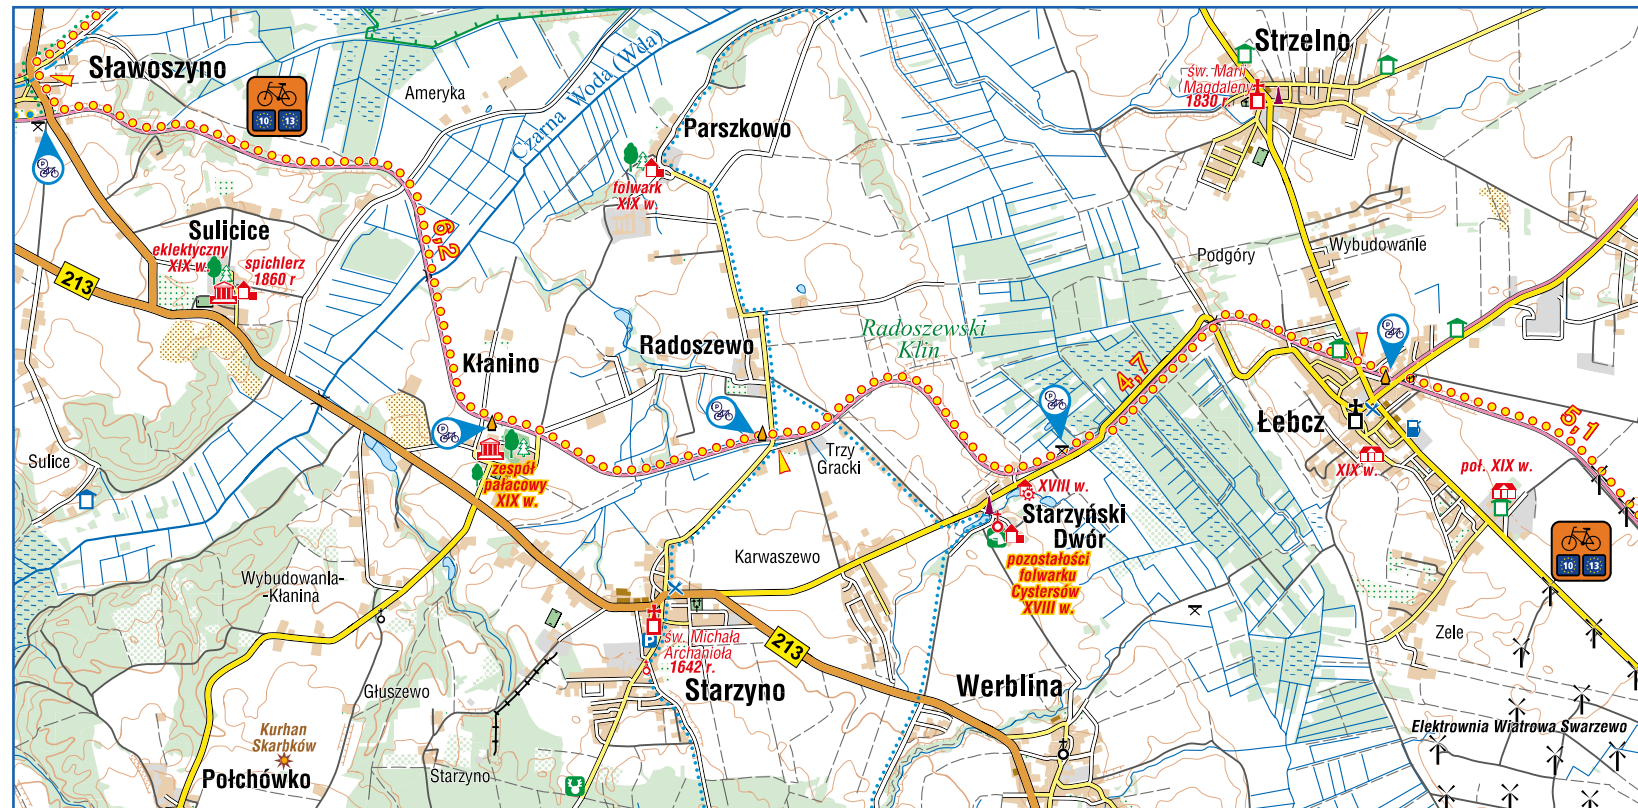 Sławoszyno
10
13
P
Ameryka
Czarna Woda (Wda)
Parszkowo
folwark
XIX w.
Strzelno
św. Marii
Magdaleny
1830 r.
Sulicice
eklektyczny
XIX w.
spichlerz
1860 r
213
6,2
Podgóry
Wybudowanie
Radoszewski
Klin
Radoszewo
Kłanino
P
P
P
P
4,7
Łebcz
5,1
Sulice
zespół
pałacowy
XIX w.
Trzy
Gracki
XVIII w.
XIX w.
poł. XIX w.
Starzyński
Dwór
Karwaszewo
pozostałości
folwarku
Cystersów
XVIII w.
10
13
Wybudowania-
-Kłanina
św. Michała
Archanioła
1642 r.
P
213
Zele
Głuszewo
Starzyno
Werblina
Kurhan
Skarbków
Połchówko
Starzyno
Elektrownia Wiatrowa Swarzewo